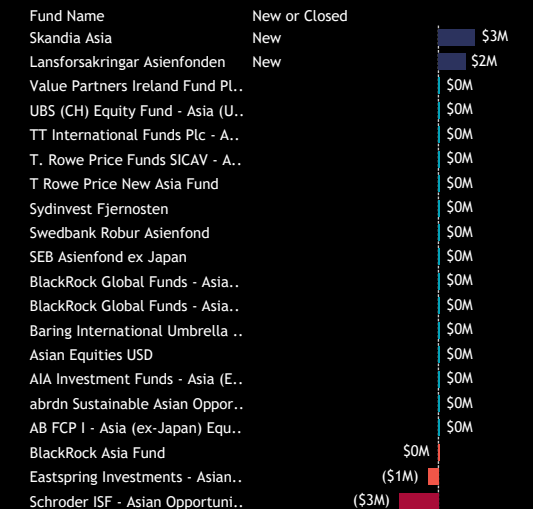 Fund Name New or Closed
Skandia Asia New $3M
Lansforsakringar Asienfonden New $2M
Value Partners Ireland Fund Pl.. $0M
UBS (CH) Equity Fund - Asia (U.. $0M
TT International Funds Plc - A.. $0M
T. Rowe Price Funds SICAV - A.. $0M
T Rowe Price New Asia Fund $0M
Sydinvest Fjernosten $0M
Swedbank Robur Asienfond $0M
SEB Asienfond ex Japan $0M
BlackRock Global Funds - Asia.. $0M
BlackRock Global Funds - Asia.. $0M
Baring International Umbrella .. $0M
Asian Equities USD $0M
AIA Investment Funds - Asia (E.. $0M
abrdn Sustainable Asian Oppor.. $0M
AB FCP I - Asia (ex-Japan) Equ.. $0M
BlackRock Asia Fund $0M
Eastspring Investments - Asian.. ($1M)
Schroder ISF - Asian Opportuni.. ($3M)